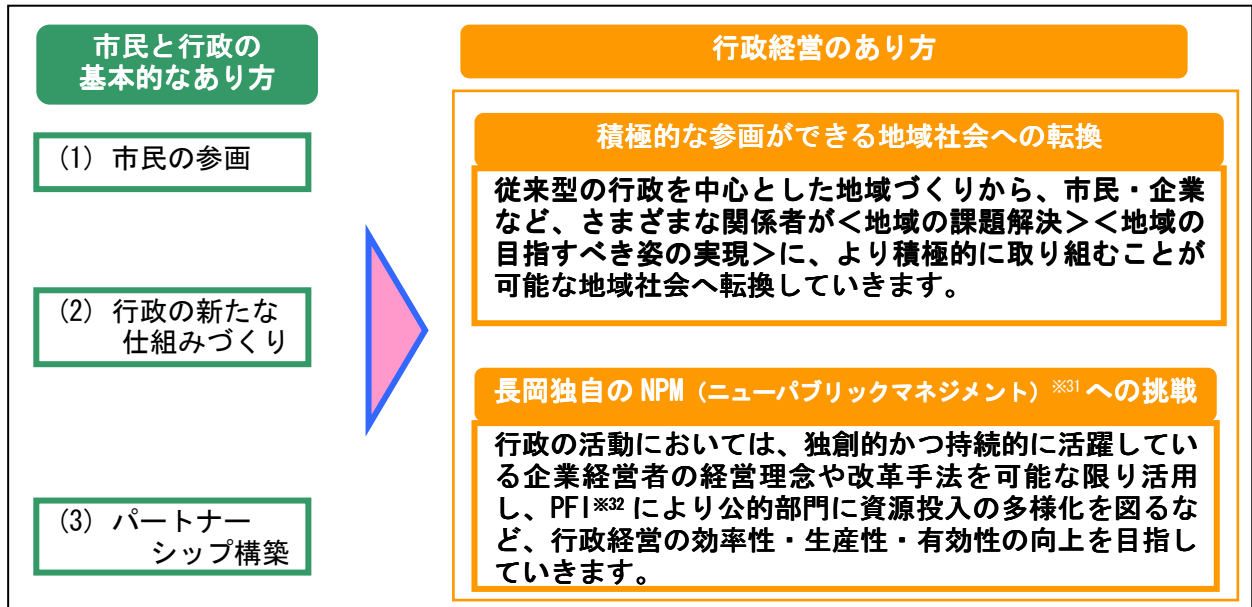 市民と行政の
基本的なあり方
(1) 市民の参画
(2) 行政の新たな
仕組みづくり
(3) パートナー
シップ構築
行政経営のあり方
積極的な参画ができる地域社会への転換
従来型の行政を中心とした地域づくりから、市民・企業
など、さまざまな関係者が<地域の課題解決><地域の
目指すべき姿の実現>に、より積極的に取り組むことが
可能な地域社会へ転換していきます。
長岡独自の NPM（ニューパブリックマネジメント）※31 への挑戦
行政の活動においては、独創的かつ持続的に活躍してい
る企業経営者の経営理念や改革手法を可能な限り活用
し、PFI※32 により公的部門に資源投入の多様化を図るな
ど、行政経営の効率性・生産性・有効性の向上を目指し
ていきます。